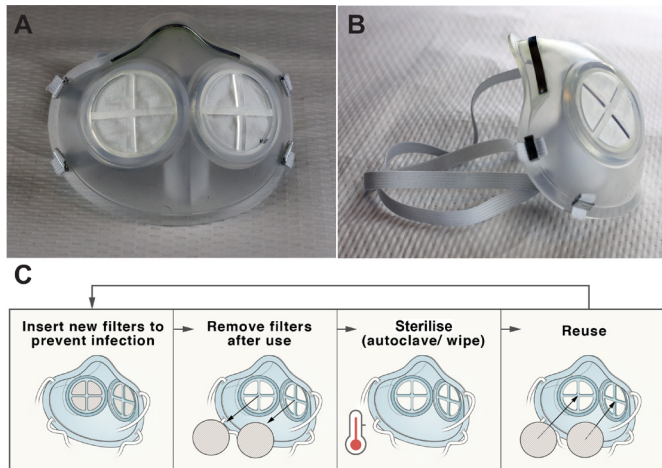 A
B
C
Insert new filters to
prevent infection
Remove filters
after use
Sterilise
(autoclave/ wipe)
Reuse